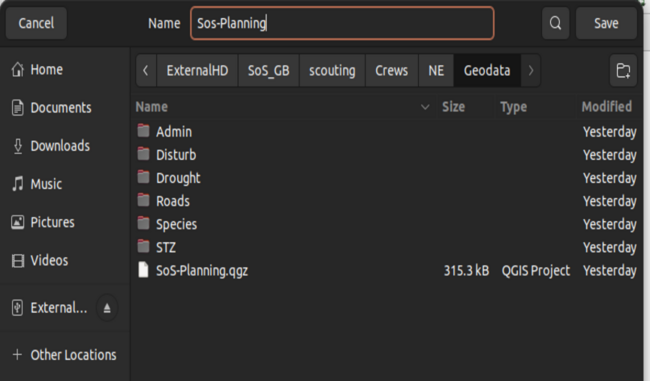 Cancel Name Sos-Planning Save
Home ExternalHD SoS_GB scouting Crews NE Geodata
Documents
Downloads
Music
Pictures
Videos
External...
Other Locations
Name Size Type Modified
Admin Yesterday
Disturb Yesterday
Drought Yesterday
Roads Yesterday
Species Yesterday
STZ Yesterday
SoS-Planning.qgz 315.3 kB QGIS Project Yesterday